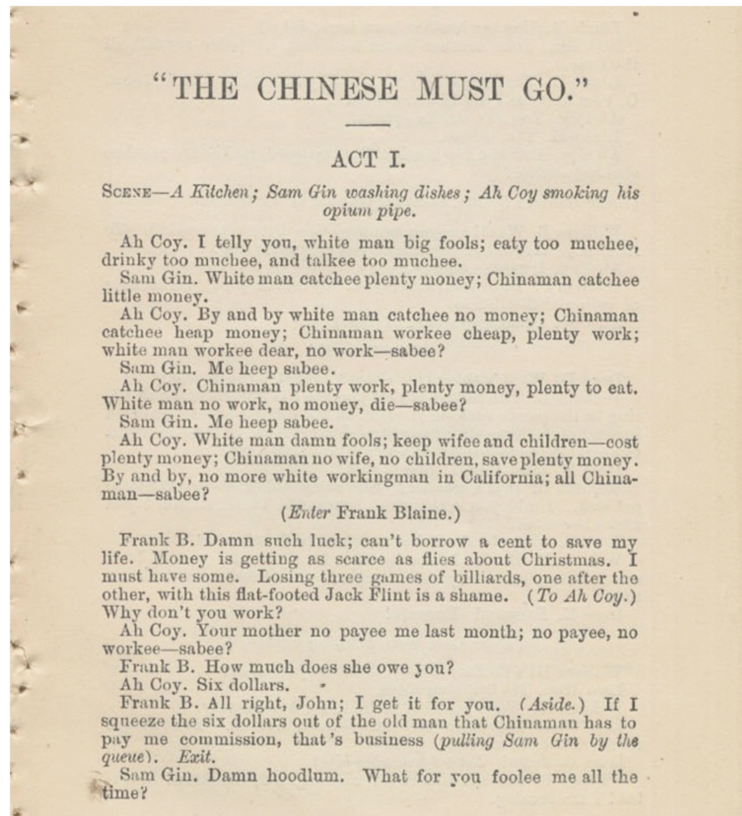 “THE CHINESE MUST GO.”
ACT I.
SCENE—A Kitchen; Sam Gin washing dishes; Ah Coy smoking his
opium pipe.
Ah Coy. I telly you, white man big fools; eaty too muchee,
drinky too muchee, and talkee too muchee.
Sam Gin. White man catchee plenty money; Chinaman catchee
little money.
Ah Coy. By and by white man catchee no money; Chinaman
catchee heap money; Chinaman workee cheap, plenty work;
white man workee dear, no work—sabee?
Sam Gin. Me heep sabee.
Ah Coy. Chinaman plenty work, plenty money, plenty to eat.
White man no work, no money, die—sabee?
Sam Gin. Me heep sabee.
Ah Coy. White man damn fools; keep wifee and children—cost
plenty money; Chinaman no wife, no children, save plenty money.
By and by, no more white workingman in California; all China-
man—sabee?
(Enter Frank Blaine.)
Frank B. Damn such luck; can’t borrow a cent to save my
life. Money is getting as scarce as flies about Christmas. I
must have some. Losing three games of billiards, one after the
other, with this flat-footed Jack Flint is a shame. (To Ah Coy.)
Why don’t you work?
Ah Coy. Your mother no payee me last month; no payee, no
workee—sabee?
Frank B. How much does she owe you?
Ah Coy. Six dollars.
Frank B. All right, John; I get it for you. (Aside.) If I
squeeze the six dollars out of the old man that Chinaman has to
pay me commission, that’s business (pulling Sam Gin by the
queue). Exit.
Sam Gin. Damn hoodlum. What for you foolee me all the
time?